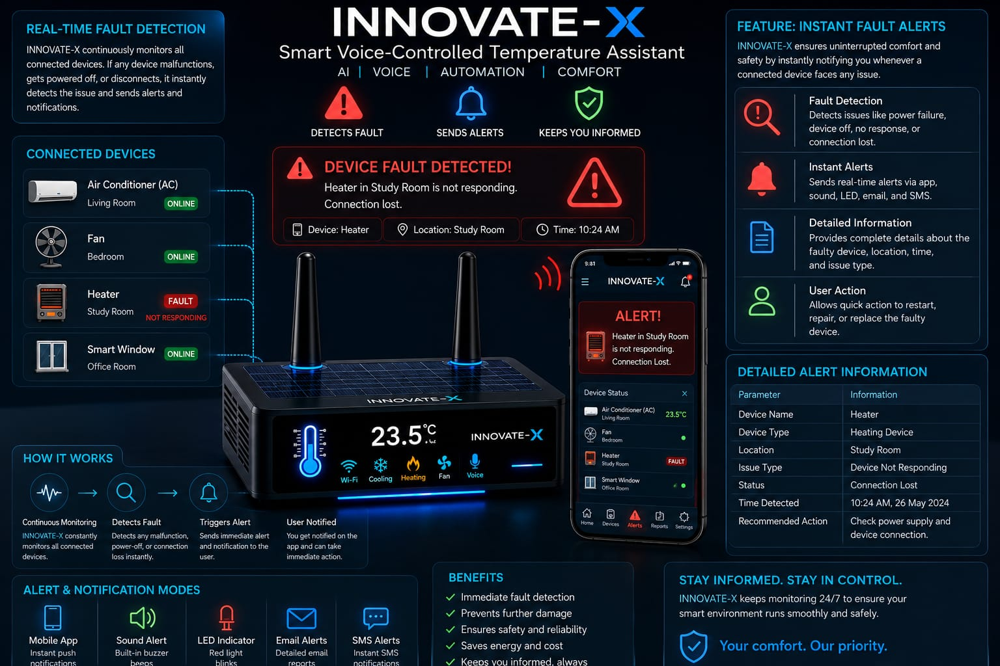 INNOVATE-X
Smart Voice-Controlled Temperature Assistant
AI | VOICE | AUTOMATION | COMFORT
DETECTS FAULT
SENDS ALERTS
KEEPS YOU INFORMED
REAL-TIME FAULT DETECTION
INNOVATE-X continuously monitors all
connected devices. If any device malfunctions,
gets powered off, or disconnects, it instantly
detects the issue and sends alerts and
notifications.
CONNECTED DEVICES
Air Conditioner (AC)
Living Room
ONLINE
Fan
Bedroom
ONLINE
Heater
Study Room
FAULT
NOT RESPONDING
Smart Window
Office Room
ONLINE
DEVICE FAULT DETECTED!
Heater in Study Room is not responding.
Connection lost.
Device: Heater
Location: Study Room
Time: 10:24 AM
INNOVATE-X
23.5°C
INNOVATE-X
Wi-Fi
Cooling
Heating
Fan
Voice
INNOVATE-X
ALERT!
Heater in Study Room
is not responding.
Connection Lost.
Device Status
Air Conditioner (AC)
Living Room
23.5°C
Fan
Bedroom
Heater
Study Room
FAULT
Smart Window
Office Room
Home
Devices
Alerts
Reports
Settings
FEATURE: INSTANT FAULT ALERTS
INNOVATE-X ensures uninterrupted comfort and
safety by instantly notifying you whenever a
connected device faces any issue.
Fault Detection
Detects issues like power failure,
device off, no response, or
connection lost.
Instant Alerts
Sends real-time alerts via app,
sound, LED, email, and SMS.
Detailed Information
Provides complete details about the
faulty device, location, time,
and issue type.
User Action
Allows quick action to restart,
repair, or replace the faulty
device.
DETAILED ALERT INFORMATION
Parameter Information
Device Name Heater
Device Type Heating Device
Location Study Room
Issue Type Device Not Responding
Status Connection Lost
Time Detected 10:24 AM, 26 May 2024
Recommended Action Check power supply and
device connection.
HOW IT WORKS
Continuous Monitoring
INNOVATE-X constantly
monitors all connected
devices.
Detects Fault
Detects any malfunction,
power-off, or connection
loss instantly.
Triggers Alert
Sends immediate alert
and notification to the
user.
User Notified
You get notified on the
app and can take
immediate action.
ALERT & NOTIFICATION MODES
Mobile App
Instant push
notifications
Sound Alert
Built-in buzzer
beeps
LED Indicator
Red light
blinks
Email Alerts
Detailed email
reports
SMS Alerts
Instant SMS
notifications
BENEFITS
Immediate fault detection
Prevents further damage
Ensures safety and reliability
Saves energy and cost
Keeps you informed, always
STAY INFORMED. STAY IN CONTROL.
INNOVATE-X keeps monitoring 24/7 to ensure your
smart environment runs smoothly and safely.
Your comfort. Our priority.